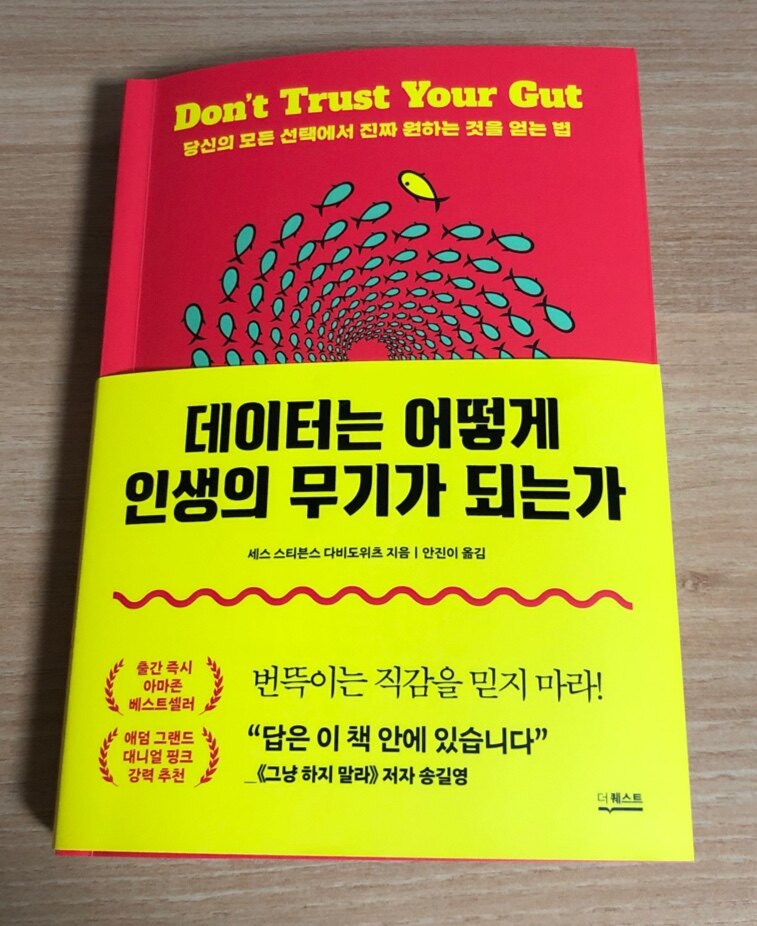 Don't Trust Your Gut
당신의 모든 선택에서 진짜 원하는 것을 얻는 법
데이터는 어떻게
인생의 무기가 되는가
세스 스티븐스 다비도위츠 지음 | 안진이 옮김
출간 즉시
아마존
베스트셀러
번뜩이는 직감을 믿지 마라!
애덤 그랜드
대니얼 핑크
강력 추천
“답은 이 책 안에 있습니다”
_《그냥 하지 말라》 저자 송길영
더 퀘스트